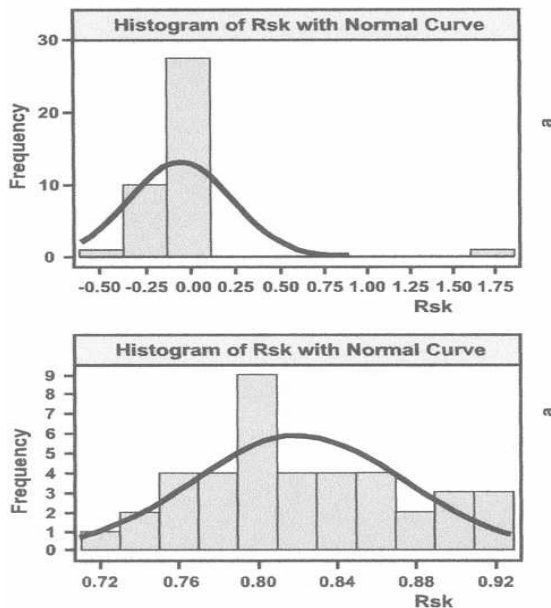 Histogram of Rsk with Normal Curve
30
20
10
0
Frequency
-0.50 -0.25 0.00 0.25 0.50 0.75 1.00 1.25 1.50 1.75
Rsk
a
Histogram of Rsk with Normal Curve
9
8
7
6
5
4
3
2
1
0
Frequency
0.72 0.76 0.80 0.84 0.88 0.92
Rsk
a